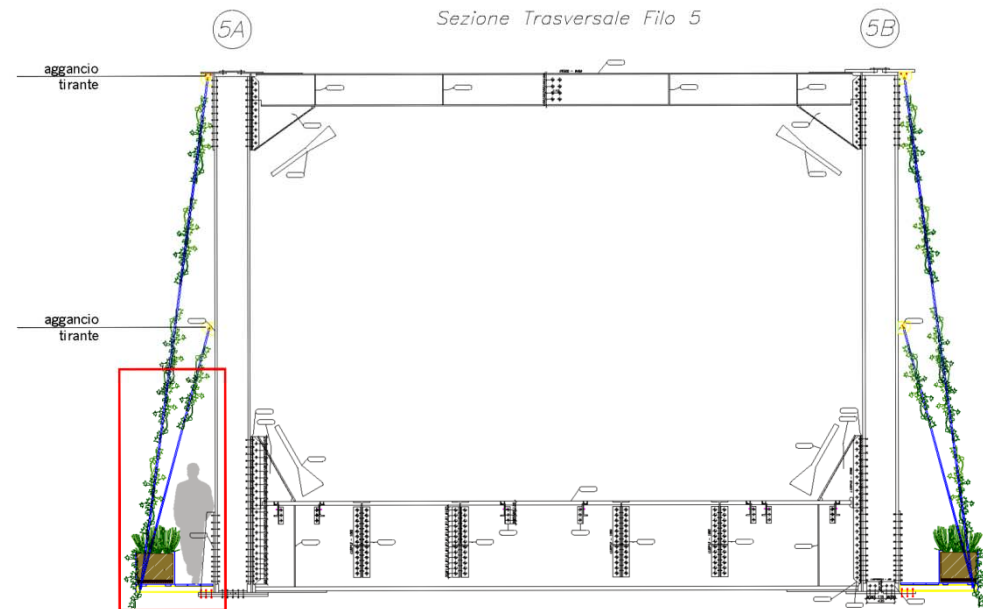 Sezione Trasversale Filo 5
5A
5B
aggancio
tirante
aggancio
tirante